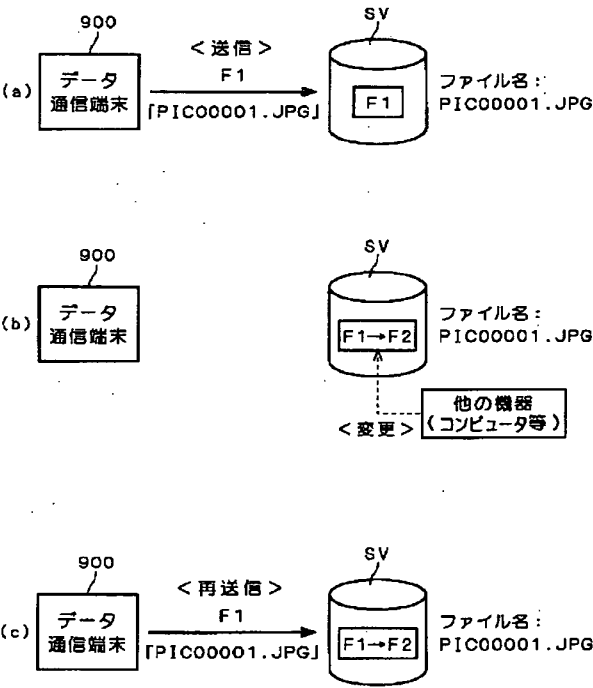 900
SV
<送信>
(a)
データ
通信端末
F1
「PIC00001.JPG」
F1
ファイル名:
PIC00001.JPG
900
SV
(b)
データ
通信端末
F1→F2
ファイル名:
PIC00001.JPG
<変更>
他の機器
(コンピュータ等)
900
SV
<再送信>
(c)
データ
通信端末
F1
「PIC00001.JPG」
F1→F2
ファイル名:
PIC00001.JPG